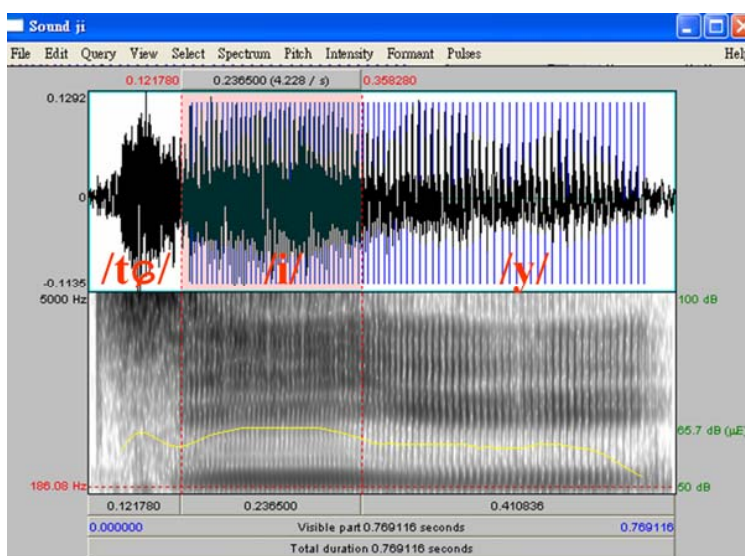 Sound ji
File Edit Query View Select Spectrum Pitch Intensity Formant Pulses Help
0.121780 0.236500 (4.228 / s) 0.358280
0.1292
0
-0.1135
/tɕ/ /i/ /y/
5000 Hz 100 dB
65.7 dB (µE)
186.08 Hz 50 dB
0.121780 0.236500 0.410836
0.000000 Visible part 0.769116 seconds 0.769116
Total duration 0.769116 seconds